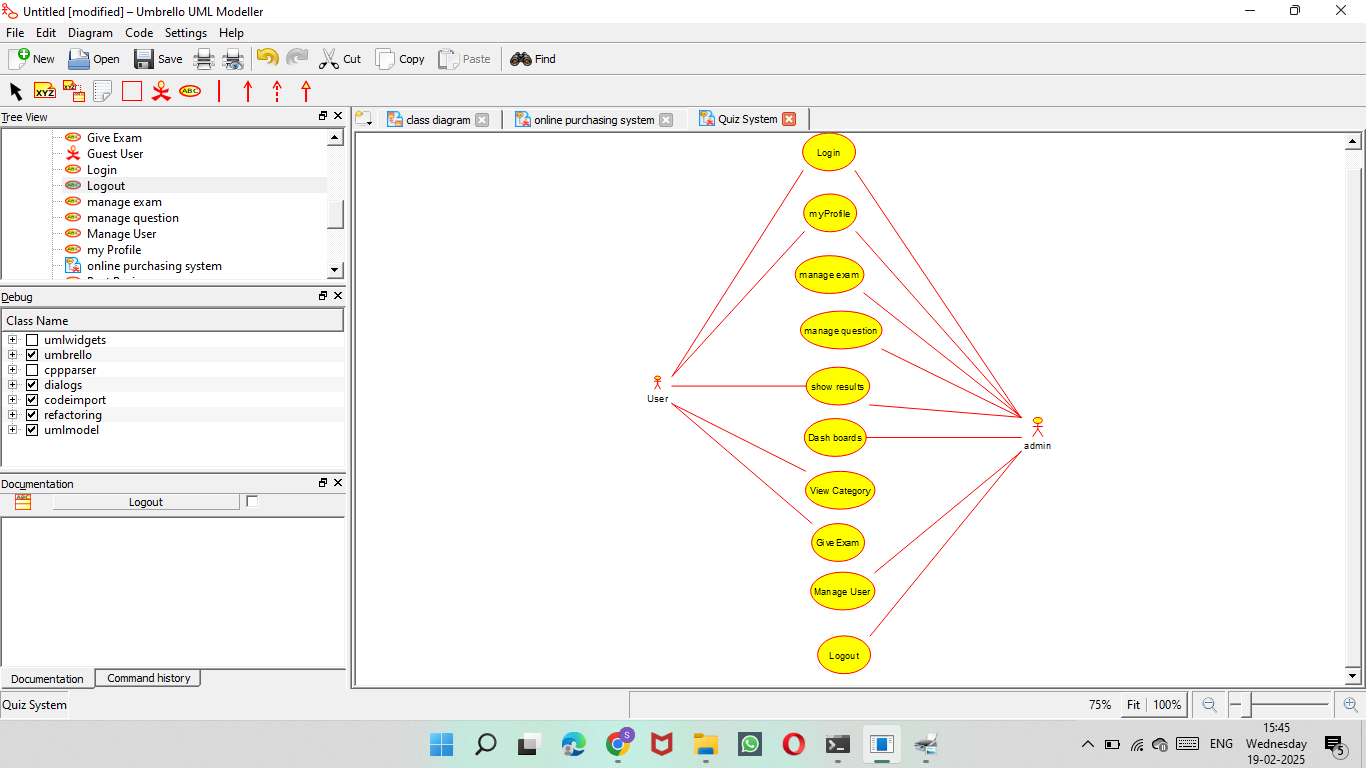 Untitled [modified] – Umbrello UML Modeller
File Edit Diagram Code Settings Help
New Open Save Cut Copy Paste Find
XYZ XYZ ABC
Tree View
class diagram online purchasing system Quiz System
Give Exam
Guest User
Login
Logout
manage exam
manage question
Manage User
my Profile
online purchasing system
Debug
Class Name
umlwidgets
umbrello
cppparser
dialogs
codeimport
refactoring
umlmodel
Documentation
Logout
Documentation Command history
Login
myProfile
manage exam
manage question
show results
User
Dash boards
admin
View Category
Give Exam
Manage User
Logout
Quiz System
75% Fit 100%
S
ENG
15:45
Wednesday
19-02-2025
5